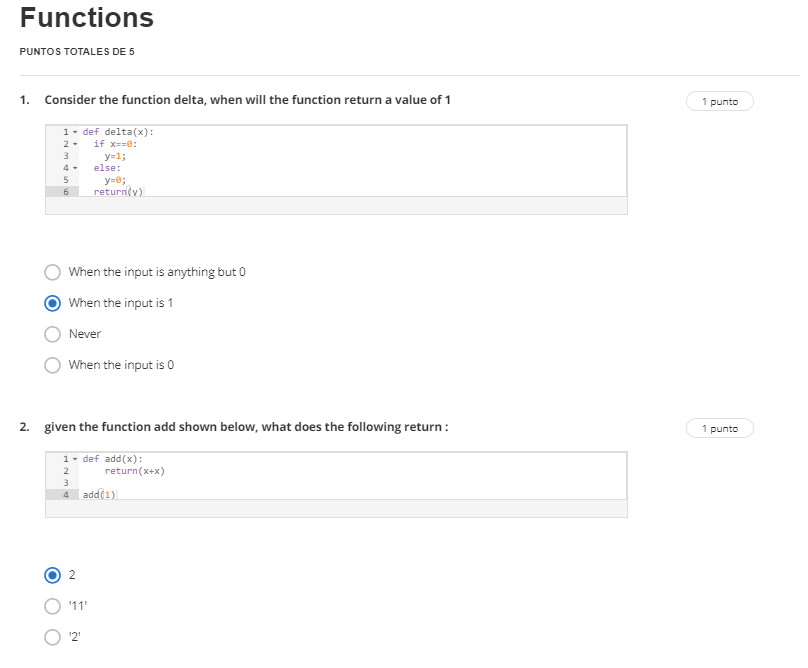 Functions
PUNTOS TOTALES DE 5
1. Consider the function delta, when will the function return a value of 1
1 punto
1 def delta(x):
2 if x==0:
3 y=1;
4 else:
5 y=0;
6 return(y)
When the input is anything but 0
When the input is 1
Never
When the input is 0
2. given the function add shown below, what does the following return :
1 punto
1 def add(x):
2 return(x+x)
3
4 add(1)
2
'11'
'2'